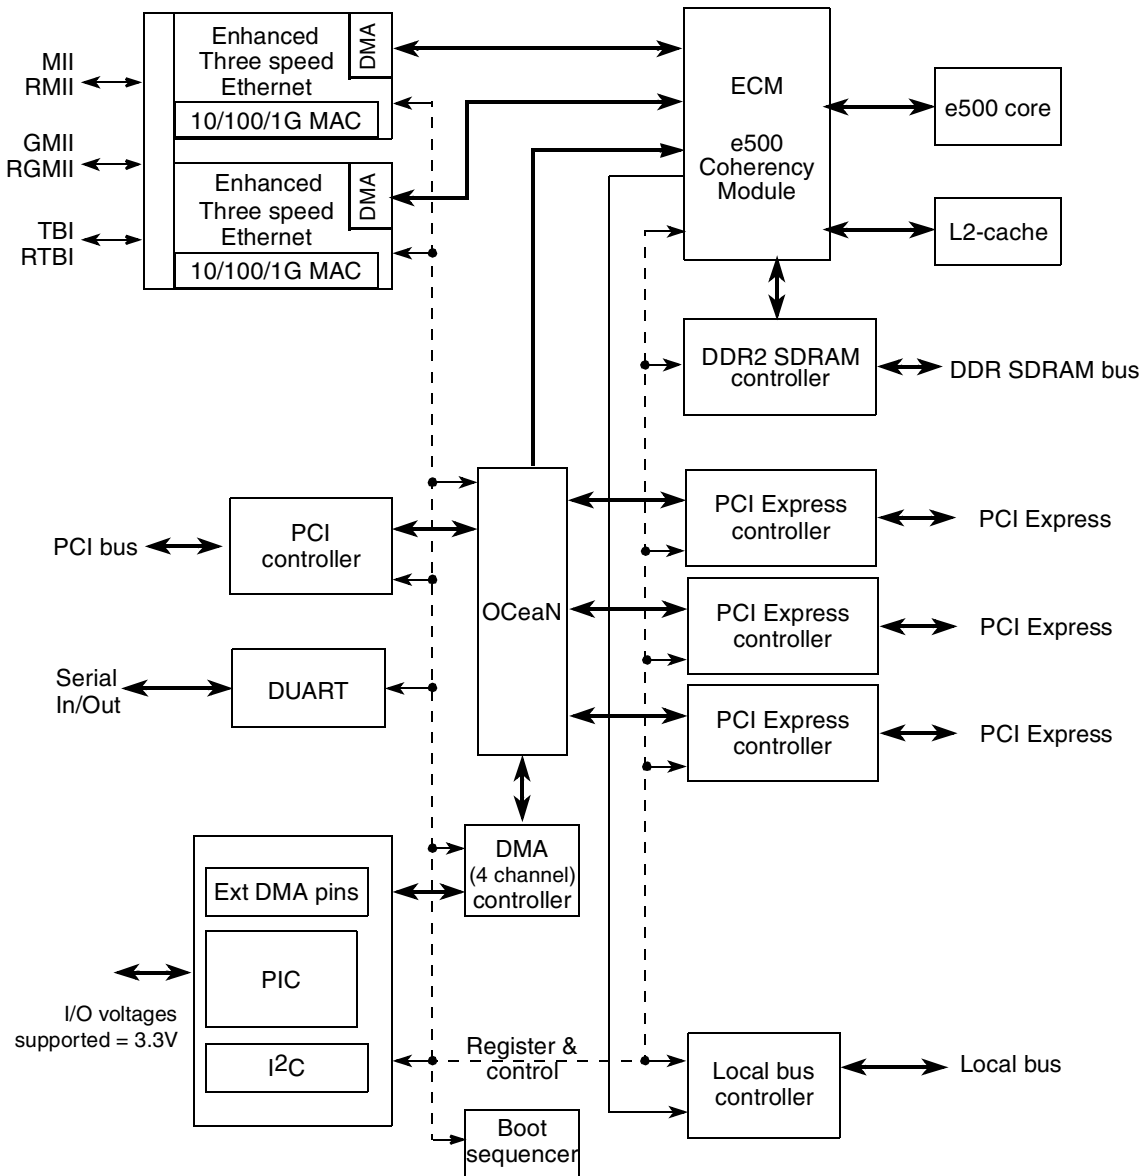 MII
RMII
GMII
RGMII
TBI
RTBI
Enhanced
Three speed
Ethernet
DMA
10/100/1G MAC
Enhanced
Three speed
Ethernet
DMA
10/100/1G MAC
ECM
e500
Coherency
Module
e500 core
L2-cache
DDR2 SDRAM
controller
DDR SDRAM bus
PCI bus
PCI
controller
OCeaN
PCI Express
controller
PCI Express
PCI Express
controller
PCI Express
PCI Express
controller
PCI Express
Serial
In/Out
DUART
DMA
(4 channel)
controller
Ext DMA pins
PIC
I2C
I/O voltages
supported = 3.3V
Register &
control
Local bus
controller
Local bus
Boot
sequencer